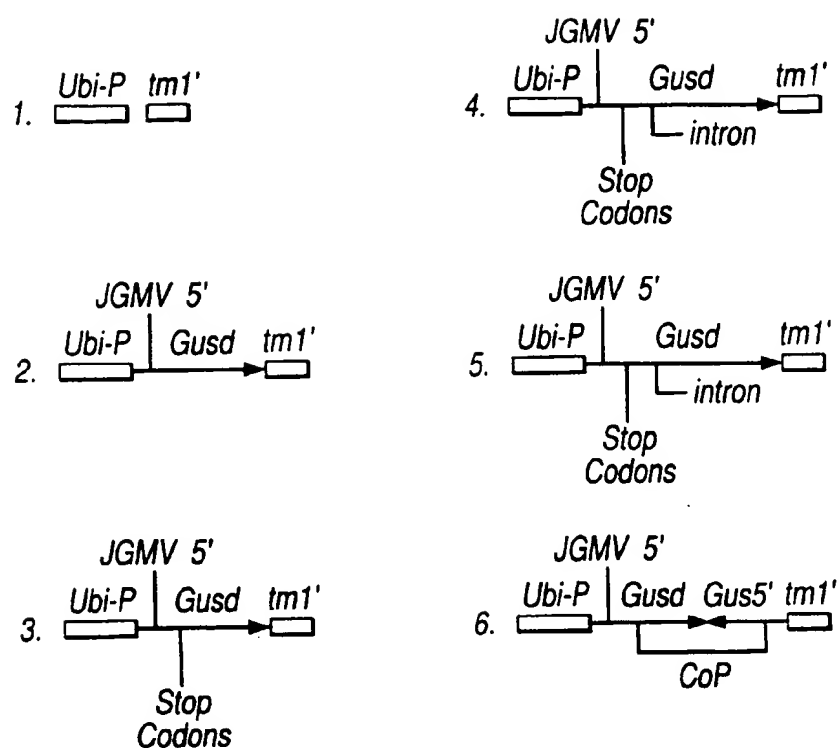 1.
Ubi-P tm1'
2.
JGMV 5'
Ubi-P Gusd tm1'
3.
JGMV 5'
Ubi-P Gusd tm1'
Stop
Codons
4.
JGMV 5'
Ubi-P Gusd tm1'
intron
Stop
Codons
5.
JGMV 5'
Ubi-P Gusd tm1'
intron
Stop
Codons
6.
JGMV 5'
Ubi-P Gusd Gus5' tm1'
CoP